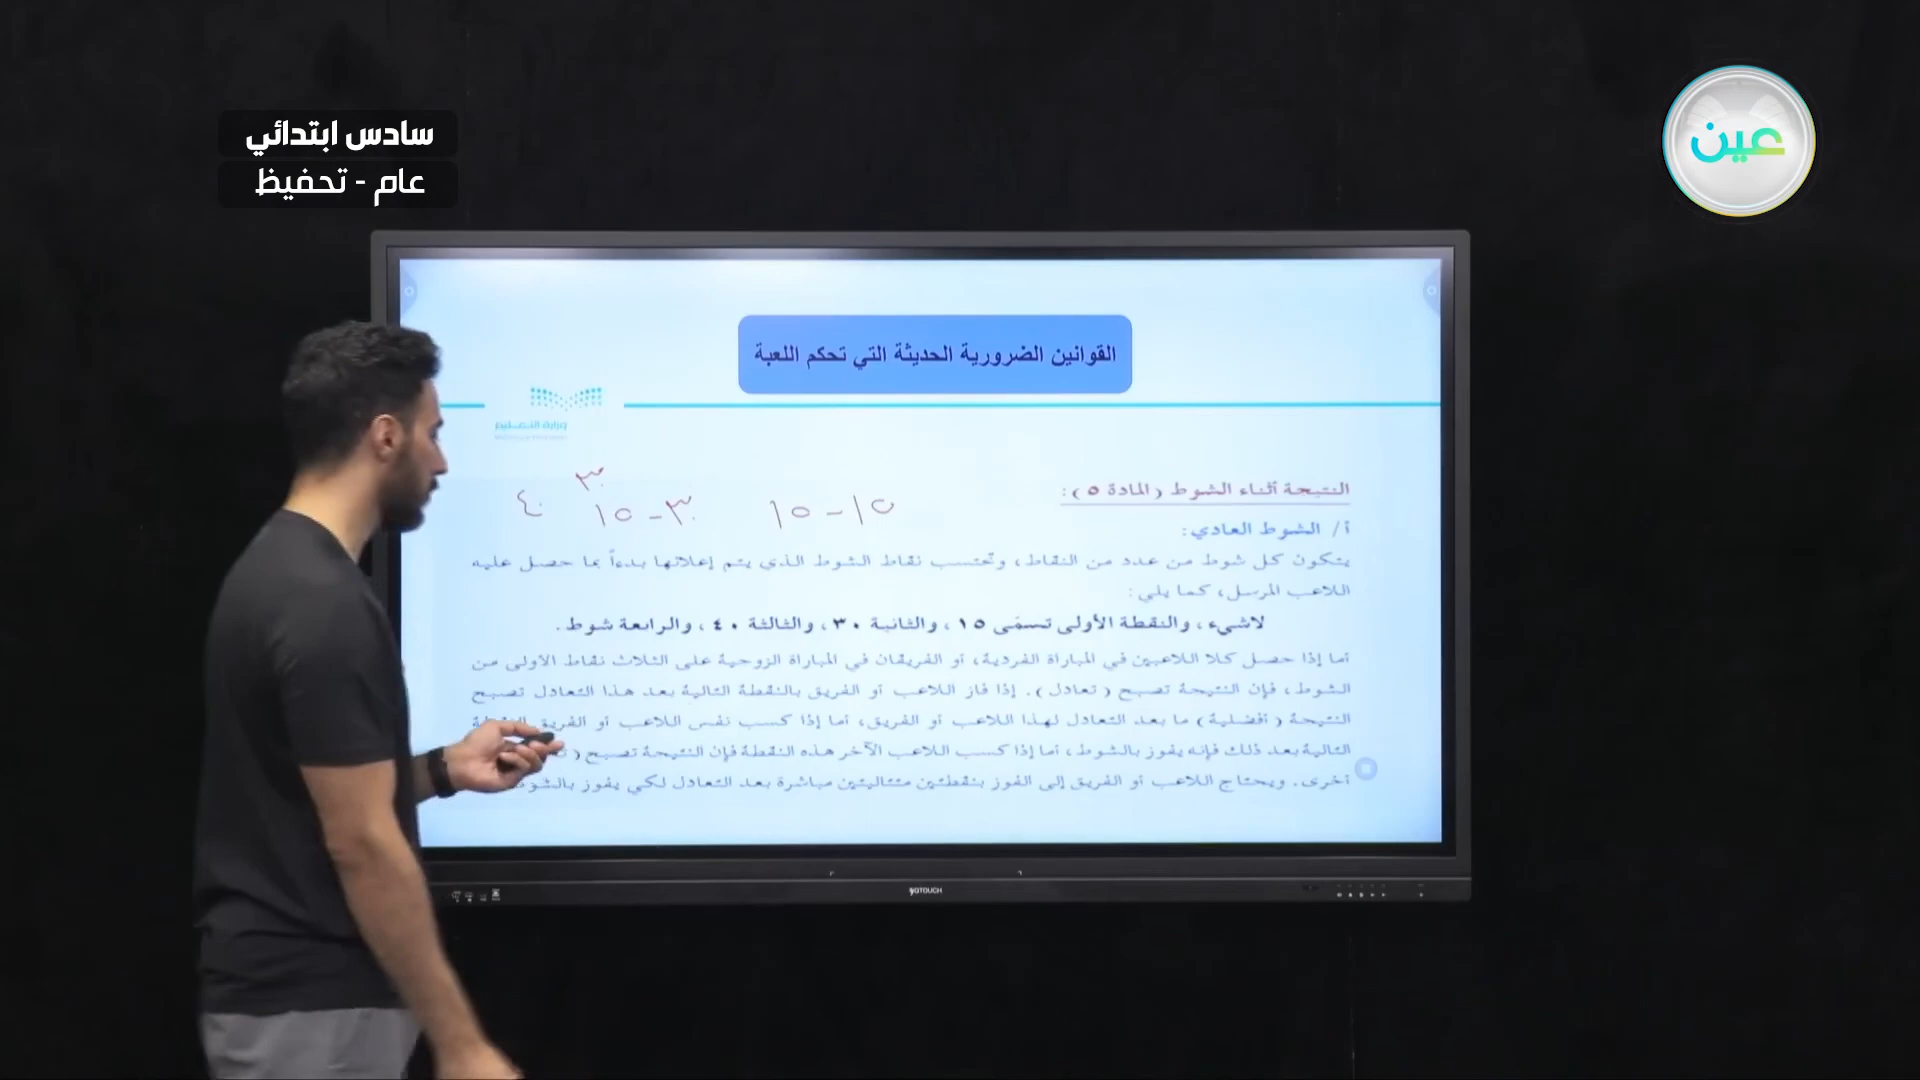 سادس ابتدائي
عام - تحفيظ
عين
القوانين الضرورية الحديثة التي تحكم اللعبة
وزارة التعليم
٣٠
٤٠ ١٥-٣٠ ١٥-١٥
النتيجة أثناء الشوط (المادة ٥):
أ/ الشوط العادي:
يتكون كل شوط من عدد من النقاط، وتحتسب نقاط الشوط الذي يتم إعلانها بدءاً بما حصل عليه
اللاعب المرسل، كما يلي:
لاشيء، والنقطة الأولى تسمّى ١٥، والثانية ٣٠، والثالثة ٤٠، والرابعة شوط.
أما إذا حصل كلا اللاعبين في المباراة الفردية، أو الفريقان في المباراة الزوجية على الثلاث نقاط الأولى من
الشوط، فإن النتيجة تصبح (تعادل). إذا فاز اللاعب أو الفريق بالنقطة التالية بعد هذا التعادل تصبح
النتيجة (أفضلية) ما بعد التعادل لهذا اللاعب أو الفريق، أما إذا كسب نفس اللاعب أو الفريق
التالية بعد ذلك فإنه يفوز بالشوط، أما إذا كسب اللاعب الآخر هذه النقطة فإن النتيجة تصبح (
أخرى. ويحتاج اللاعب أو الفريق إلى الفوز بنقطتين متتاليتين مباشرة بعد التعادل لكي يفوز بالشوط
YQTOUCH